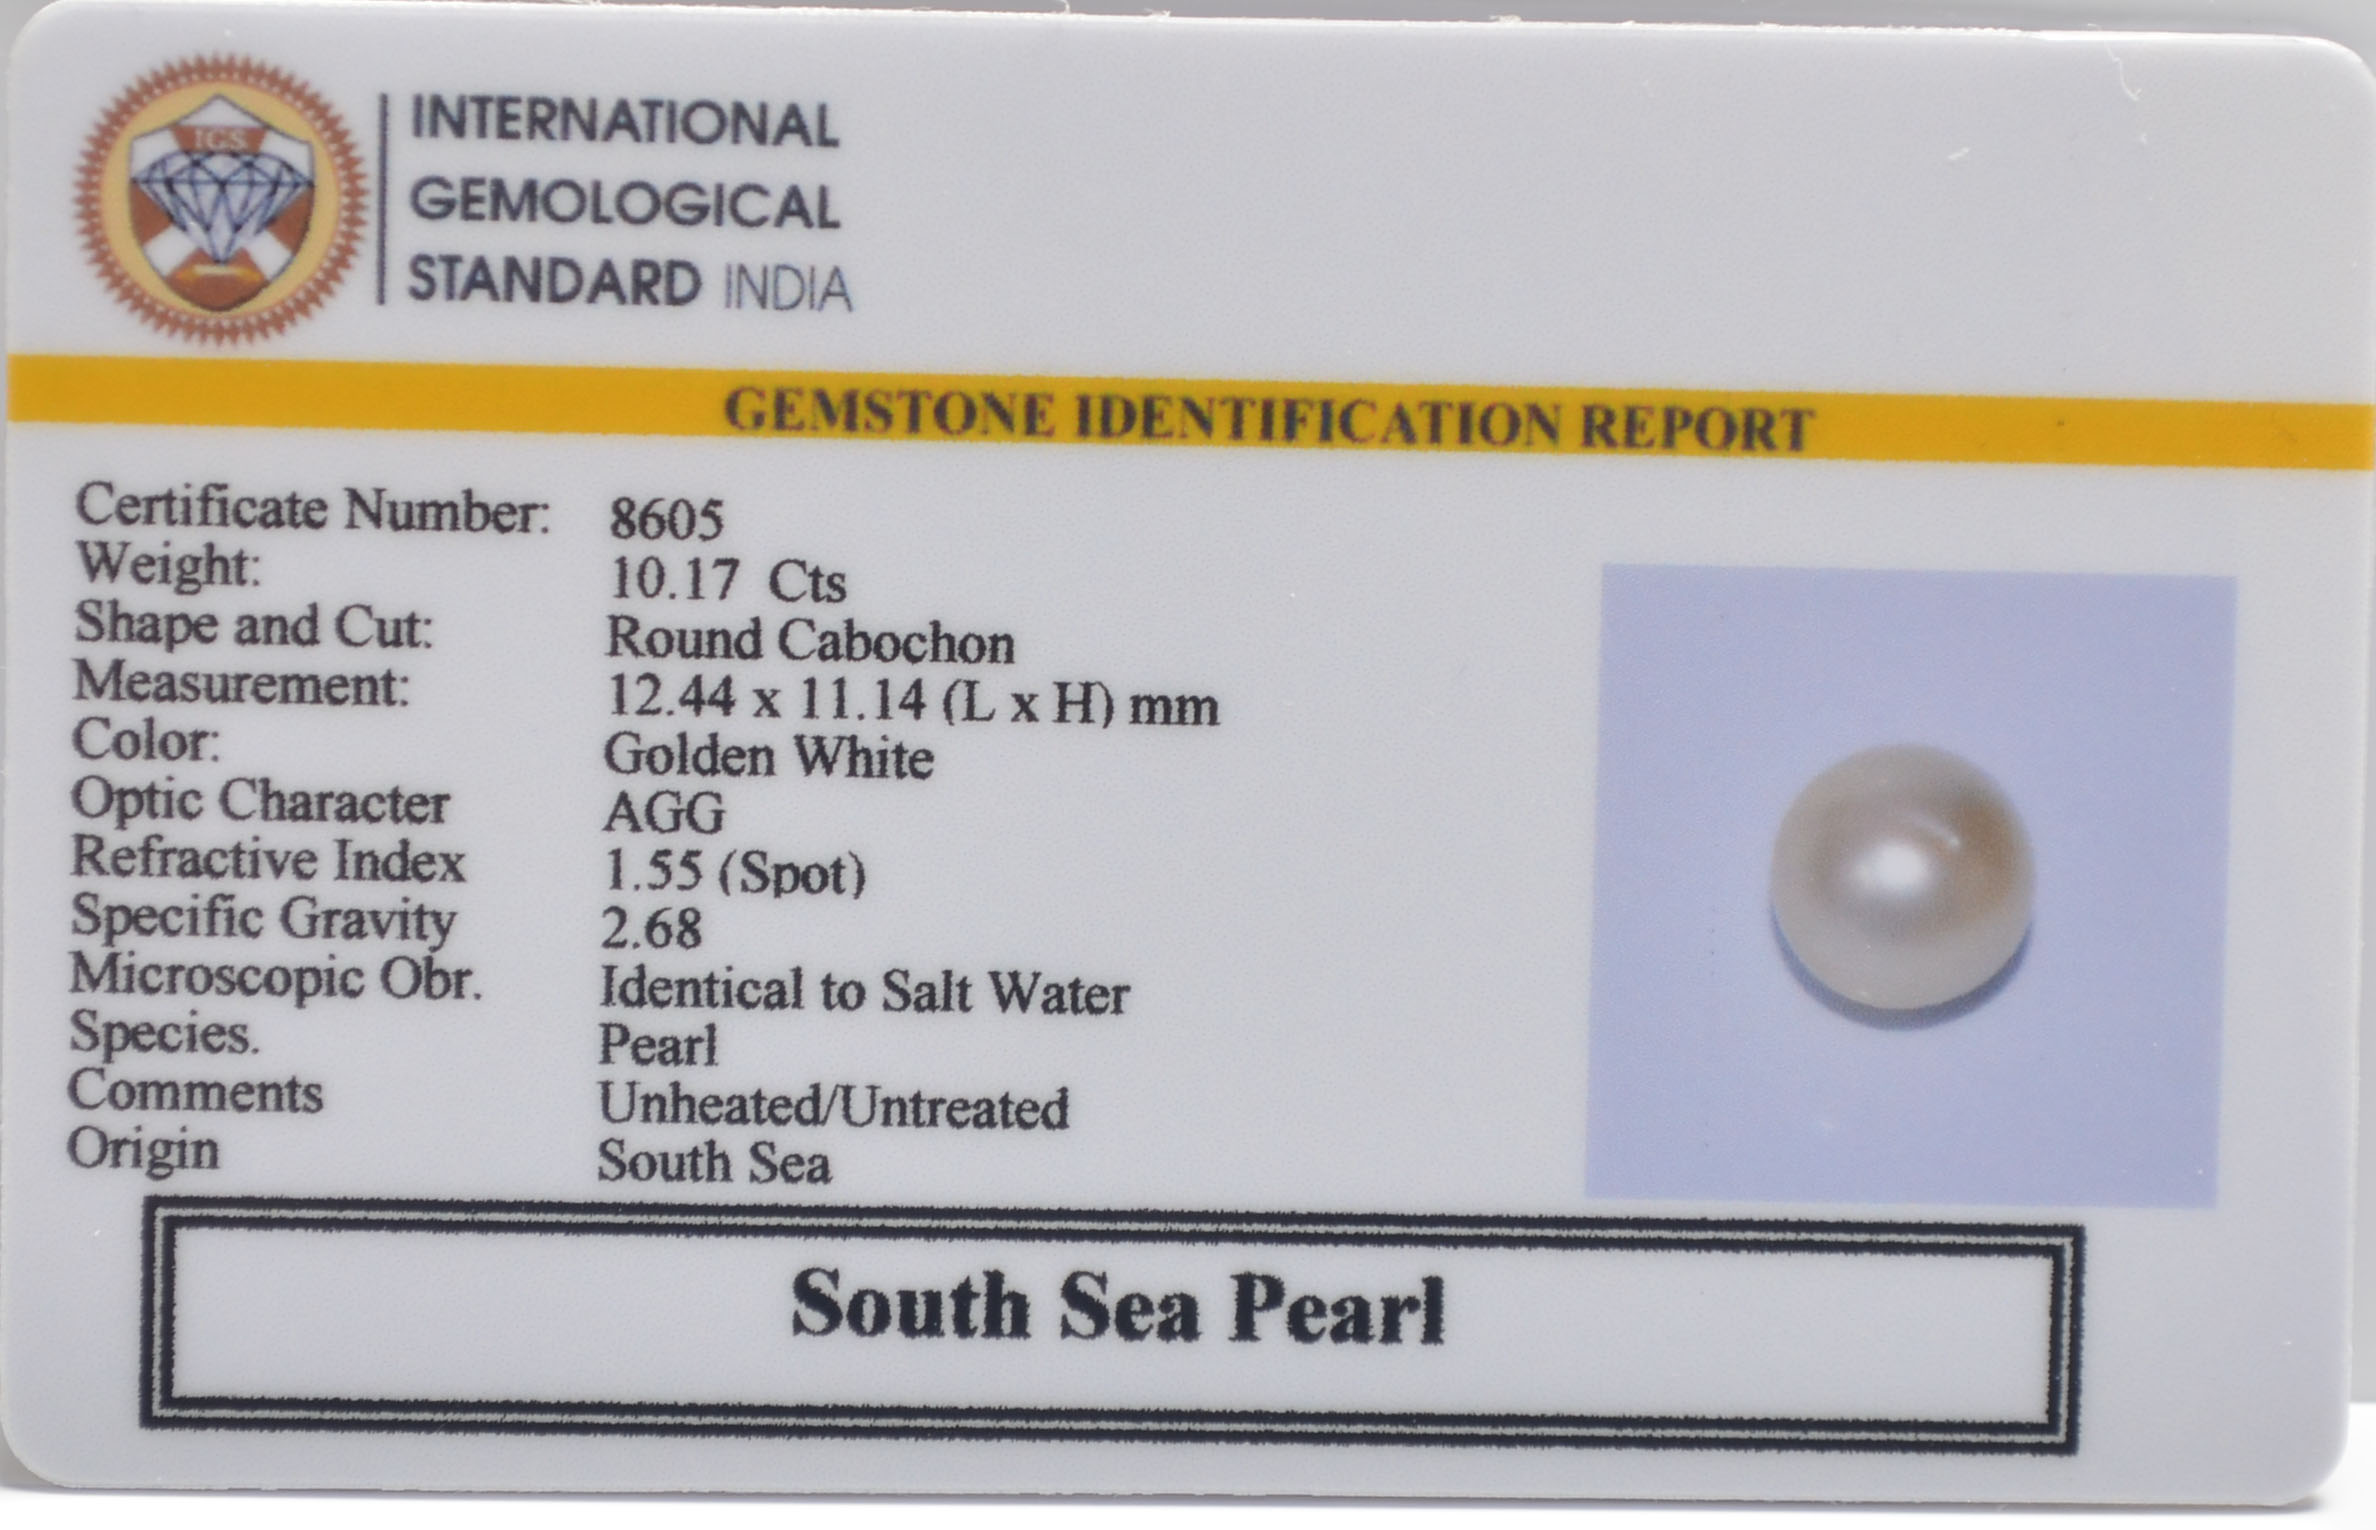 IGS
INTERNATIONAL
GEMOLOGICAL
STANDARD INDIA
GEMSTONE IDENTIFICATION REPORT
Certificate Number: 8605
Weight: 10.17 Cts
Shape and Cut: Round Cabochon
Measurement: 12.44 x 11.14 (L x H) mm
Color: Golden White
Optic Character AGG
Refractive Index 1.55 (Spot)
Specific Gravity 2.68
Microscopic Obr. Identical to Salt Water
Species. Pearl
Comments Unheated/Untreated
Origin South Sea
South Sea Pearl